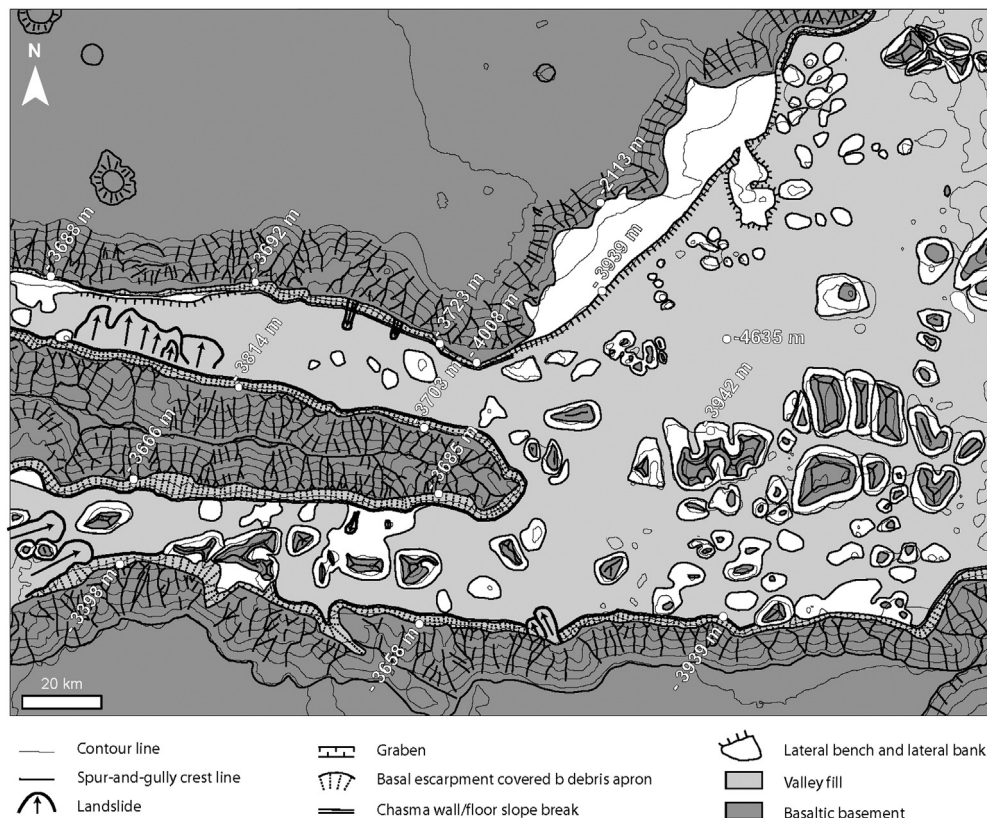 N
- 3688 m
- 3692 m
-2113 m
- 3939 m
- 3723 m
- 4008 m
-4635 m
- 3814 m
- 3703 m
- 3942 m
- 3666 m
- 3685 m
- 3398 m
- 3658 m
- 3939 m
20 km
Contour line
Spur-and-gully crest line
Landslide
Graben
Basal escarpment covered b debris apron
Chasma wall/floor slope break
Lateral bench and lateral bank
Valley fill
Basaltic basement